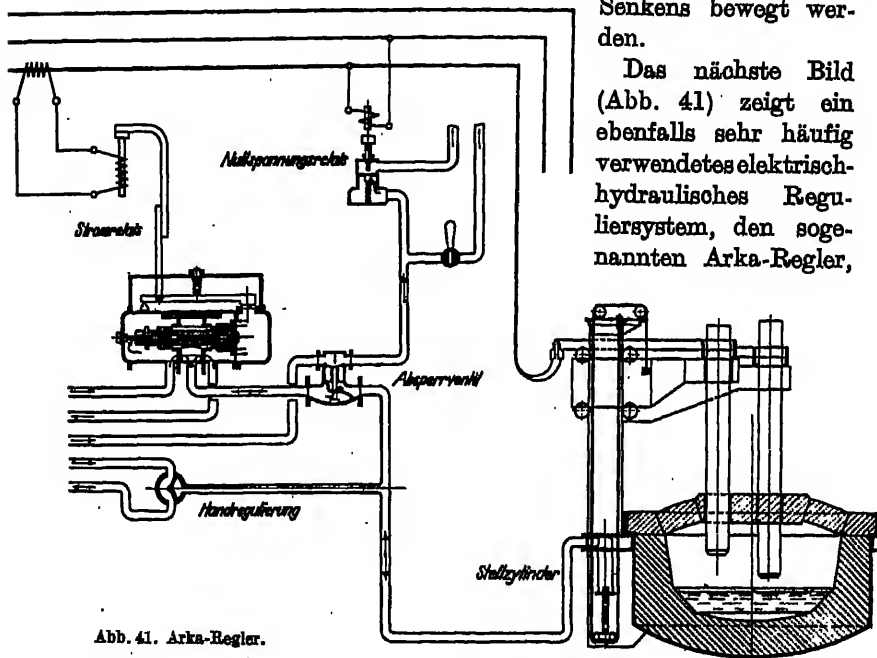 Senkens bewegt wer-
den.
Das nächste Bild
(Abb. 41) zeigt ein
ebenfalls sehr häufig
verwendetes elektrisch-
hydraulisches Regu-
liersystem, den soge-
nannten Arka-Regler,
Nullspannungsrelais
Stromrelais
Absperrventil
Handregulierung
Stellzylinder
Abb. 41. Arka-Regler.